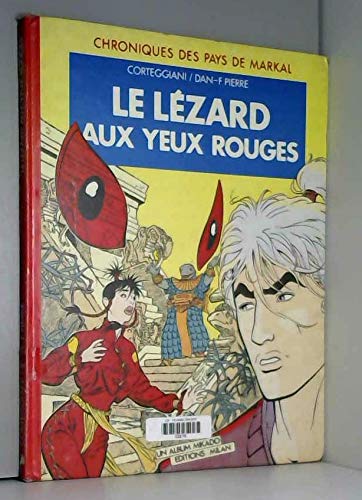 CHRONIQUES DES PAYS DE MARKAL
CORTEGGIANI / DAN-F PIERRE
LE LÉZARD
AUX YEUX ROUGES
UN ALBUM MIKADO
EDITIONS MILAN